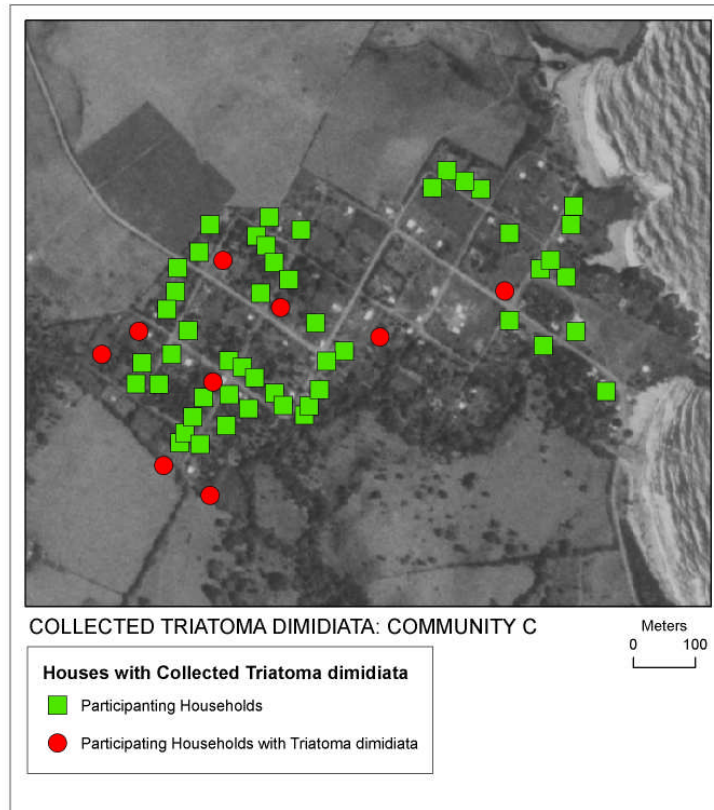 COLLECTED TRIATOMA DIMIDIATA: COMMUNITY C
Meters
0 100
Houses with Collected Triatoma dimidiata
Participanting Households
Participating Households with Triatoma dimidiata